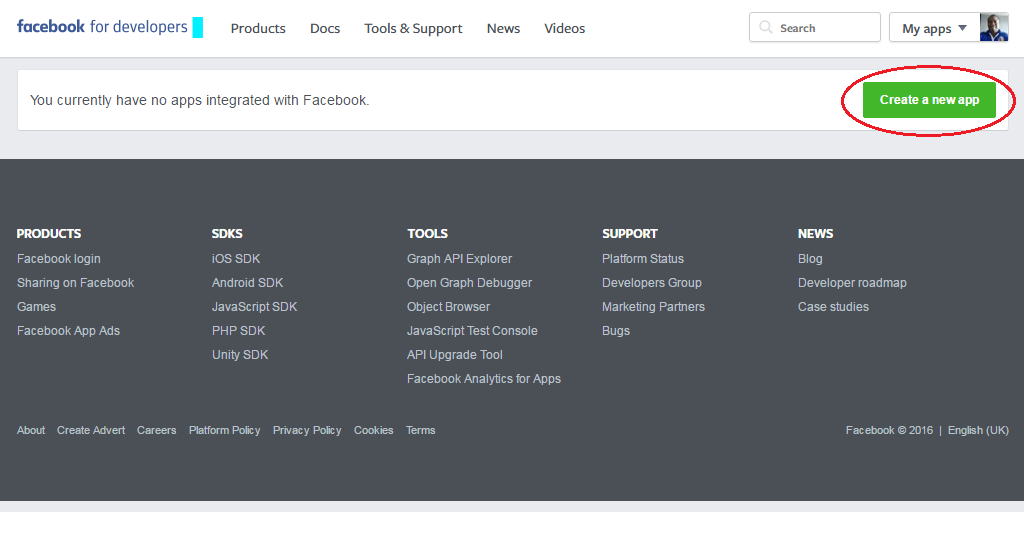 facebook for developers Products Docs Tools & Support News Videos Search My apps
You currently have no apps integrated with Facebook. Create a new app
PRODUCTS
Facebook login
Sharing on Facebook
Games
Facebook App Ads
SDKS
iOS SDK
Android SDK
JavaScript SDK
PHP SDK
Unity SDK
TOOLS
Graph API Explorer
Open Graph Debugger
Object Browser
JavaScript Test Console
API Upgrade Tool
Facebook Analytics for Apps
SUPPORT
Platform Status
Developers Group
Marketing Partners
Bugs
NEWS
Blog
Developer roadmap
Case studies
About Create Advert Careers Platform Policy Privacy Policy Cookies Terms Facebook © 2016 | English (UK)